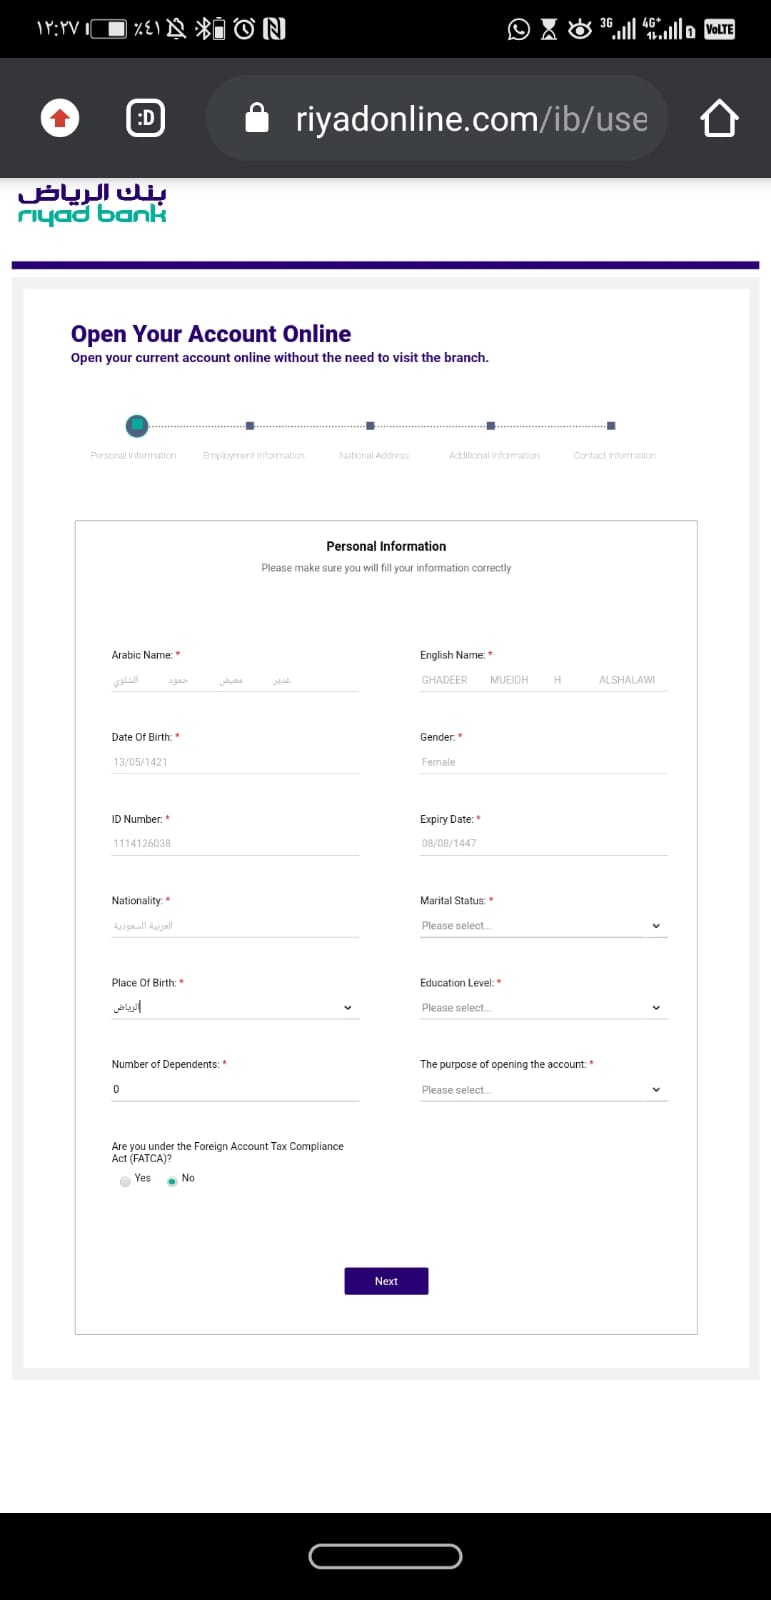 ١٢:٢٧ ٪٤١ 3G 4G+ 1 VoLTE
:D riyadonline.com/ib/use
بنك الرياض
riyad bank
Open Your Account Online
Open your current account online without the need to visit the branch.
Personal Information Employment Information National Address Additional Information Contact Information
Personal Information
Please make sure you will fill your information correctly
Arabic Name: * English Name: *
غدير معيض حمود الشلوي GHADEER MUEIDH H ALSHALAWI
Date Of Birth: * Gender: *
13/05/1421 Female
ID Number: * Expiry Date: *
1114126038 08/08/1447
Nationality: * Marital Status: *
العربية السعودية Please select...
Place Of Birth: * Education Level: *
الرياض Please select...
Number of Dependents: * The purpose of opening the account: *
0 Please select...
Are you under the Foreign Account Tax Compliance
Act (FATCA)?
Yes No
Next